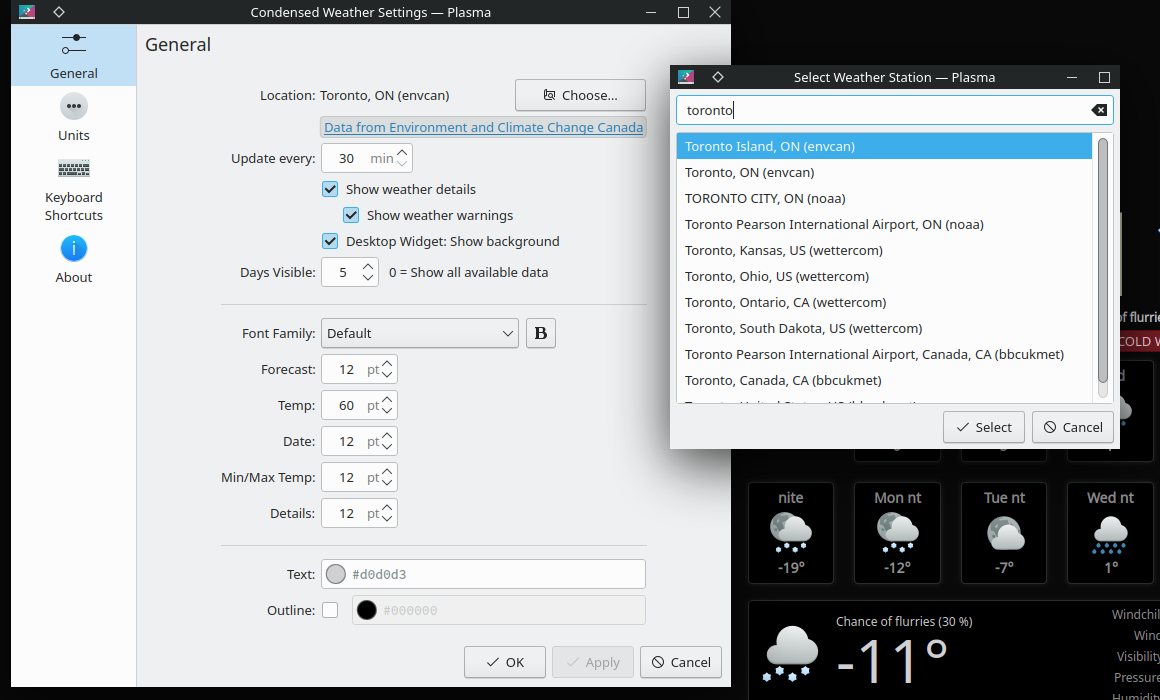 Condensed Weather Settings — Plasma
General
Units
Keyboard
Shortcuts
About
General
Location: Toronto, ON (envcan)
Choose...
Data from Environment and Climate Change Canada
Update every: 30 min
Show weather details
Show weather warnings
Desktop Widget: Show background
Days Visible: 5 0 = Show all available data
Font Family: Default B
Forecast: 12 pt
Temp: 60 pt
Date: 12 pt
Min/Max Temp: 12 pt
Details: 12 pt
Text: #d0d0d3
Outline: #000000
OK Apply Cancel
Select Weather Station — Plasma
toronto
Toronto Island, ON (envcan)
Toronto, ON (envcan)
TORONTO CITY, ON (noaa)
Toronto Pearson International Airport, ON (noaa)
Toronto, Kansas, US (wettercom)
Toronto, Ohio, US (wettercom)
Toronto, Ontario, CA (wettercom)
Toronto, South Dakota, US (wettercom)
Toronto Pearson International Airport, Canada, CA (bbcukmet)
Toronto, Canada, CA (bbcukmet)
Select Cancel
of flurrie
COLD W
nite Mon nt Tue nt Wed nt
-19° -12° -7° 1°
Chance of flurries (30 %)
-11°
Windchil
Wind
Visibility
Pressure
Humidit